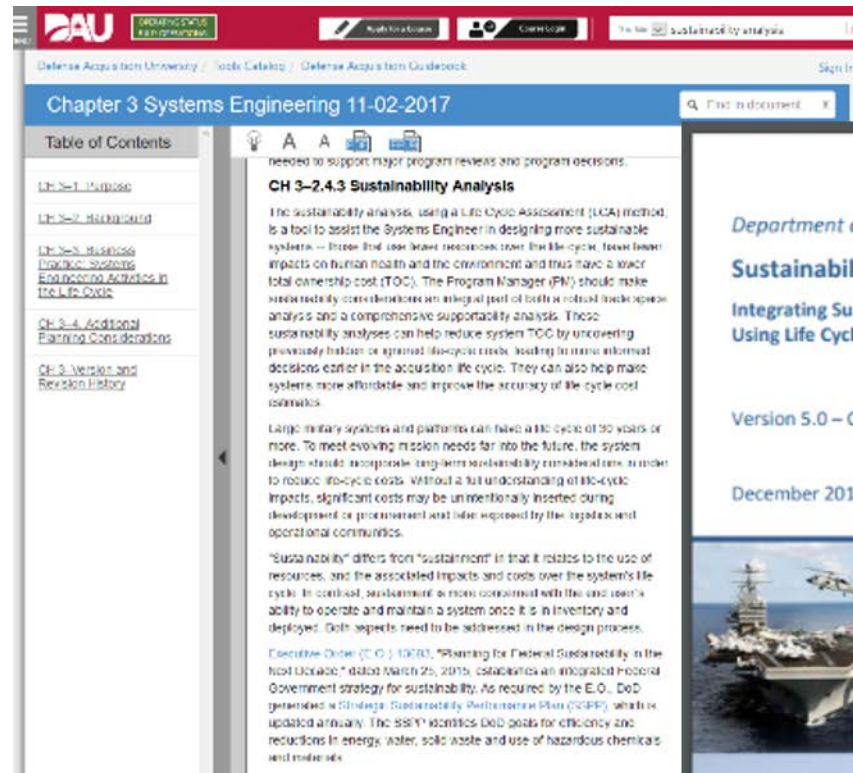 DAU
OPERATING STATUS
Apply for a Course
Course Login
This Site
sustainability analysis
Defense Acquisition University / Tools Catalog / Defense Acquisition Guidebook
Sign In
Chapter 3 Systems Engineering 11-02-2017
Find in document X
Table of Contents
CH 3–1. Purpose
CH 3–2. Background
CH 3–3. Business
Practice: Systems
Engineering Activities in
the Life Cycle
CH 3–4. Additional
Planning Considerations
CH 3. Version and
Revision History
A A
needed to support major program reviews and program decisions.
CH 3–2.4.3 Sustainability Analysis
The sustainability analysis, using a Life Cycle Assessment (LCA) method,
is a tool to assist the Systems Engineer in designing more sustainable
systems -- those that use fewer resources over the life-cycle, have fewer
impacts on human health and the environment and thus have a lower
total ownership cost (TOC). The Program Manager (PM) should make
sustainability considerations an integral part of both a robust trade space
analysis and a comprehensive supportability analysis. These
sustainability analyses can help reduce system TOC by uncovering
previously hidden or ignored life-cycle costs, leading to more informed
decisions earlier in the acquisition life cycle. They can also help make
systems more affordable and improve the accuracy of life cycle cost
estimates.
Large military systems and platforms can have a life cycle of 30 years or
more. To meet evolving mission needs far into the future, the system
design should incorporate long-term sustainability considerations in order
to reduce life-cycle costs. Without a full understanding of life-cycle
impacts, significant costs may be unintentionally inserted during
development or procurement and later exposed by the logistics and
operational communities.
"Sustainability" differs from "sustainment" in that it relates to the use of
resources, and the associated impacts and costs over the system's life
cycle. In contrast, sustainment is more concerned with the end user's
ability to operate and maintain a system once it is in inventory and
deployed. Both aspects need to be addressed in the design process.
Executive Order (E.O.) 13693, "Planning for Federal Sustainability in the
Next Decade," dated March 25, 2015, establishes an integrated Federal
Government strategy for sustainability. As required by the E.O., DoD
generated a Strategic Sustainability Performance Plan (SSPP), which is
updated annually. The SSPP identifies DoD goals for efficiency and
reductions in energy, water, solid waste and use of hazardous chemicals
and materials.
Department
Sustainabil
Integrating Su
Using Life Cycl
Version 5.0 –
December 201